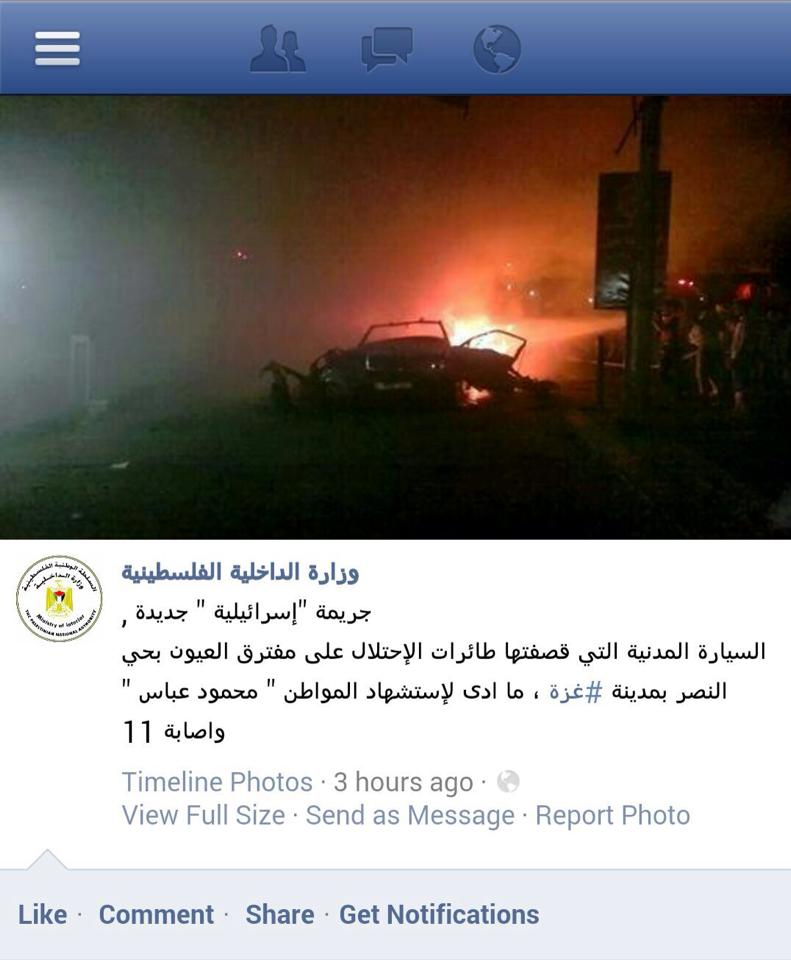 وزارة الداخلية الفلسطينية
جريمة "إسرائيلية " جديدة ,
السيارة المدنية التي قصفتها طائرات الإحتلال على مفترق العيون بحي
النصر بمدينة #غزة ، ما ادى لإستشهاد المواطن " محمود عباس "
واصابة 11
Timeline Photos · 3 hours ago ·
View Full Size · Send as Message · Report Photo
Like · Comment · Share · Get Notifications
السلطة الوطنية الفلسطينية
وزارة الداخلية
Ministry of Interior
THE PALESTINIAN NATIONAL AUTHORITY